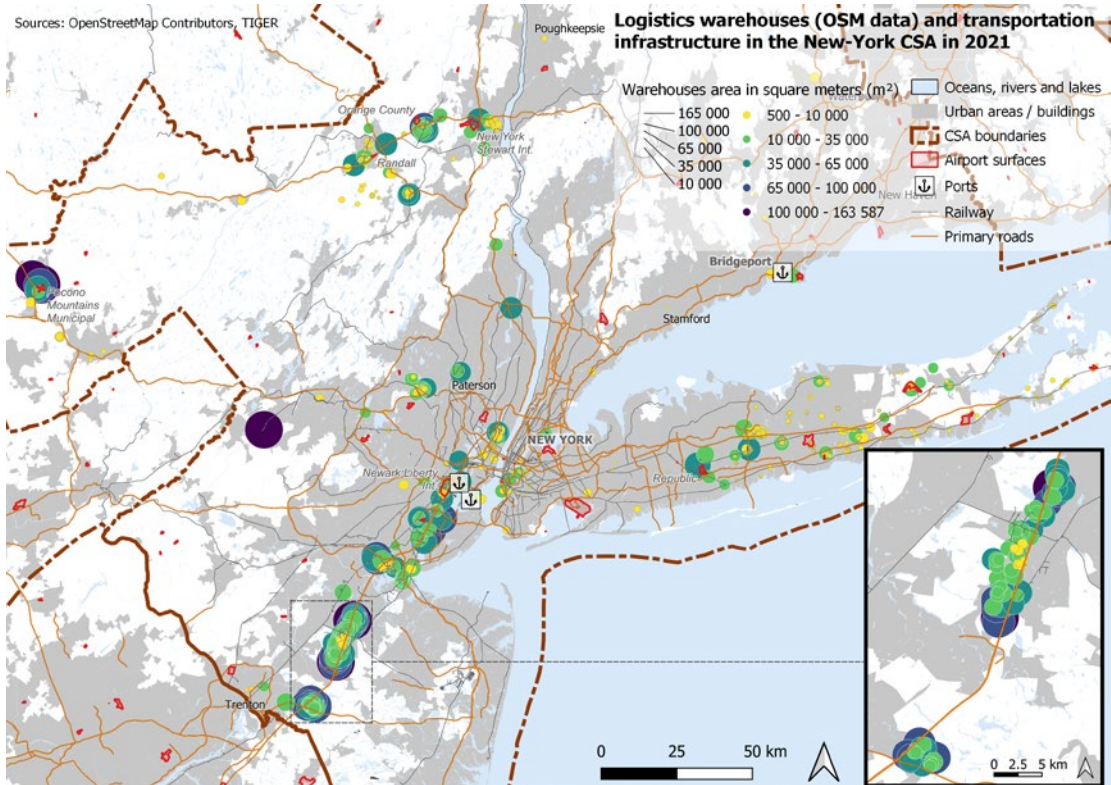 Sources: OpenStreetMap Contributors, TIGER
Logistics warehouses (OSM data) and transportation
infrastructure in the New-York CSA in 2021
Warehouses area in square meters (m²)
165 000
100 000
65 000
35 000
10 000
500 - 10 000
10 000 - 35 000
35 000 - 65 000
65 000 - 100 000
100 000 - 163 587
Oceans, rivers and lakes
Urban areas / buildings
CSA boundaries
Airport surfaces
Ports
Railway
Primary roads
Poughkeepsie
Orange County
New York
Stewart Int.
Randall
New Haven
Bridgeport
Pocono
Mountains
Municipal
Stamford
Paterson
NEW YORK
Newark Liberty
Int
Republic
Trenton
0 25 50 km
0 2.5 5 km